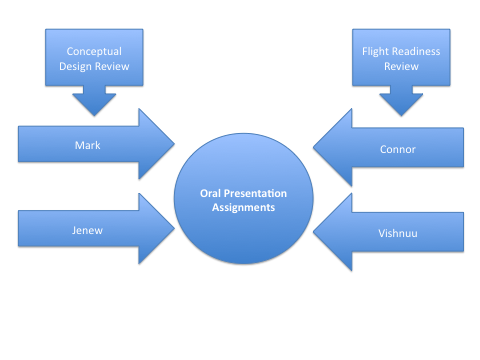 Conceptual
Design Review
Flight Readiness
Review
Mark
Connor
Oral Presentation
Assignments
Jenew
Vishnuu